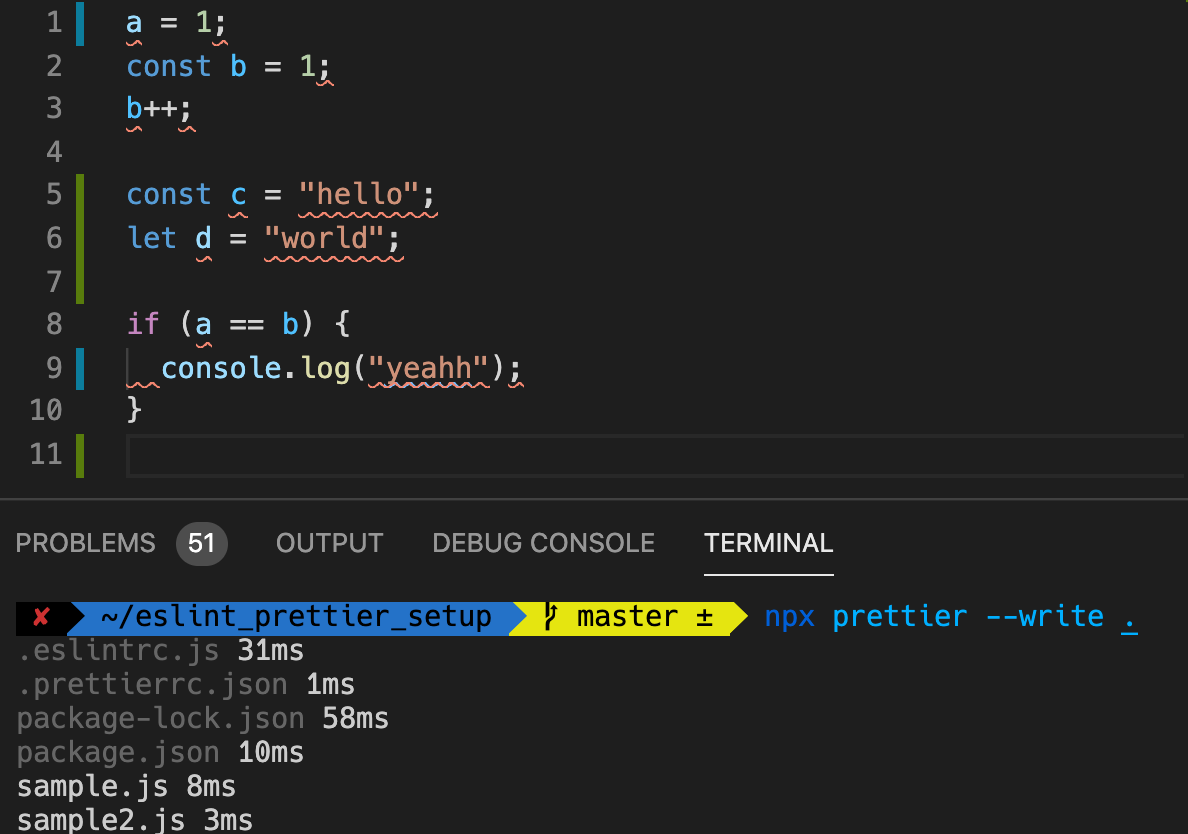 1 a = 1;
2 const b = 1;
3 b++;
4
5 const c = "hello";
6 let d = "world";
7
8 if (a == b) {
9   console.log("yeahh");
10 }
11
PROBLEMS 51 OUTPUT DEBUG CONSOLE TERMINAL
✘ ~/eslint_prettier_setup master ± npx prettier --write .
.eslintrc.js 31ms
.prettierrc.json 1ms
package-lock.json 58ms
package.json 10ms
sample.js 8ms
sample2.js 3ms